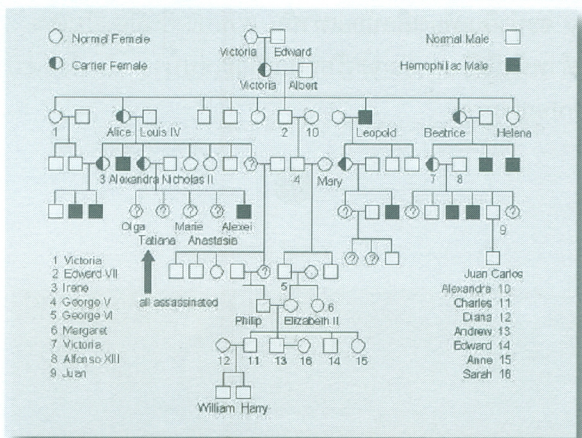 Normal Female
Normal Male
Victoria Edward
Carrier Female
Hemophiliac Male
Victoria Albert
1 Alice Louis IV 2 10 Leopold Beatrice Helena
3 Alexandra Nicholas II 4 Mary 7 8
? ? ? ? ? ? ? ? 9
Olga Marie Alexei
Tatiana Anastasia
? ? ?
1 Victoria
2 Edward VII
3 Irene
4 George V
5 George VI
6 Margaret
7 Victoria
8 Alfonso XIII
9 Juan
all assassinated
5
Juan Carlos
Alexandra 10
Charles 11
Diana 12
Andrew 13
Edward 14
Anne 15
Sarah 16
Philip Elizabeth II 6
12 11 13 16 14 15
William Harry